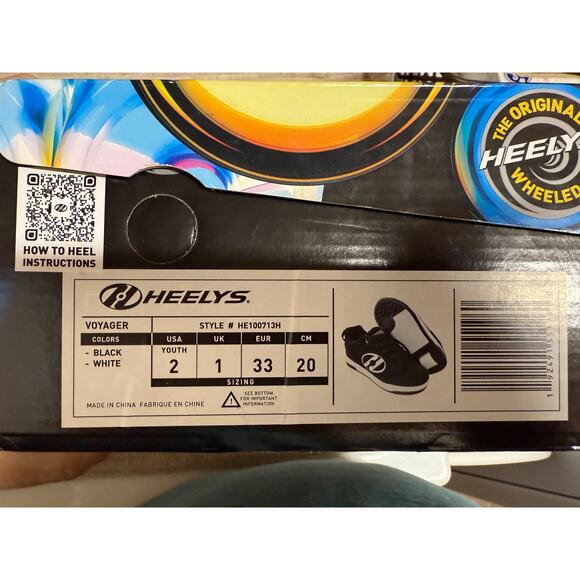 THE ORIGINAL
HEELYS
WHEELED
HOW TO HEEL
INSTRUCTIONS
HEELYS.
VOYAGER
STYLE # HE100713H
COLORS
USA
UK
EUR
CM
- BLACK
- WHITE
YOUTH
2
1
33
20
SIZING
SEE BOTTOM
FOR IMPORTANT
INFORMATION
MADE IN CHINA FABRIQUE EN CHINE